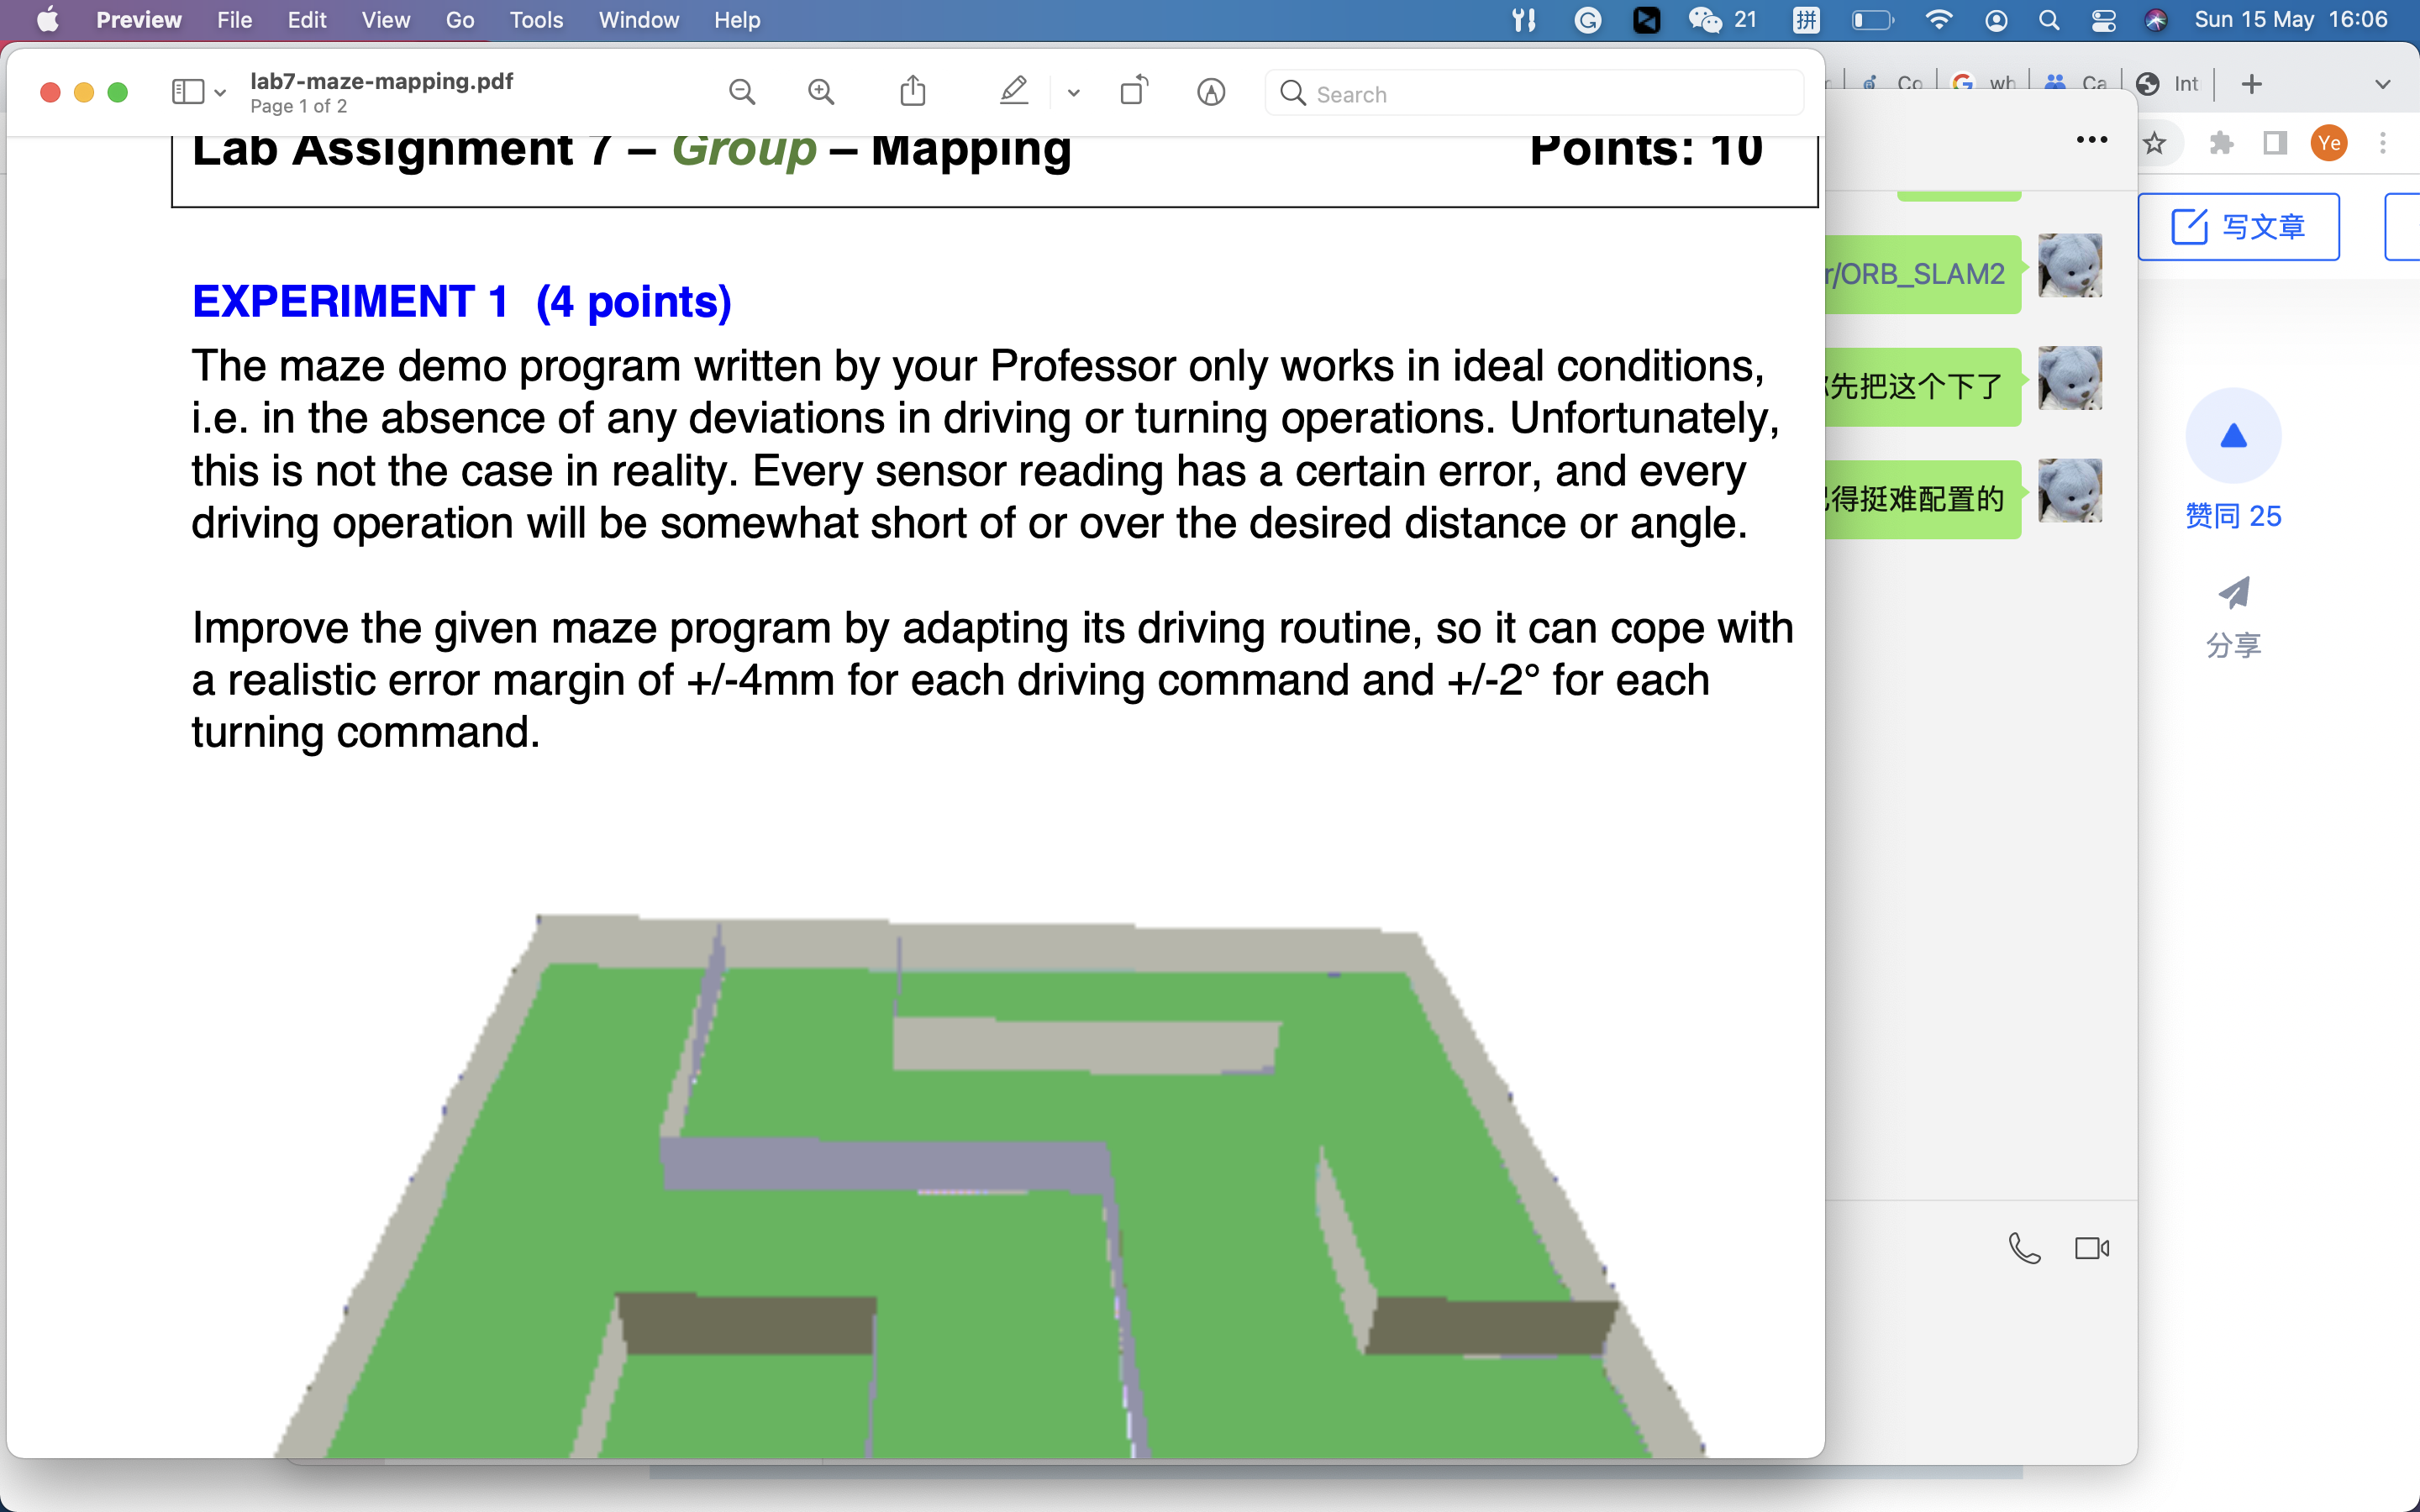 Preview File Edit View Go Tools Window Help 21 拼 Sun 15 May 16:06
lab7-maze-mapping.pdf
Page 1 of 2
Search
Co
wh
Ca
Int
Ye
Lab Assignment 7 – Group – Mapping Points: 10
EXPERIMENT 1 (4 points)
The maze demo program written by your Professor only works in ideal conditions,
i.e. in the absence of any deviations in driving or turning operations. Unfortunately,
this is not the case in reality. Every sensor reading has a certain error, and every
driving operation will be somewhat short of or over the desired distance or angle.
Improve the given maze program by adapting its driving routine, so it can cope with
a realistic error margin of +/-4mm for each driving command and +/-2° for each
turning command.
r/ORB_SLAM2
先把这个下了
得挺难配置的
写文章
赞同 25
分享